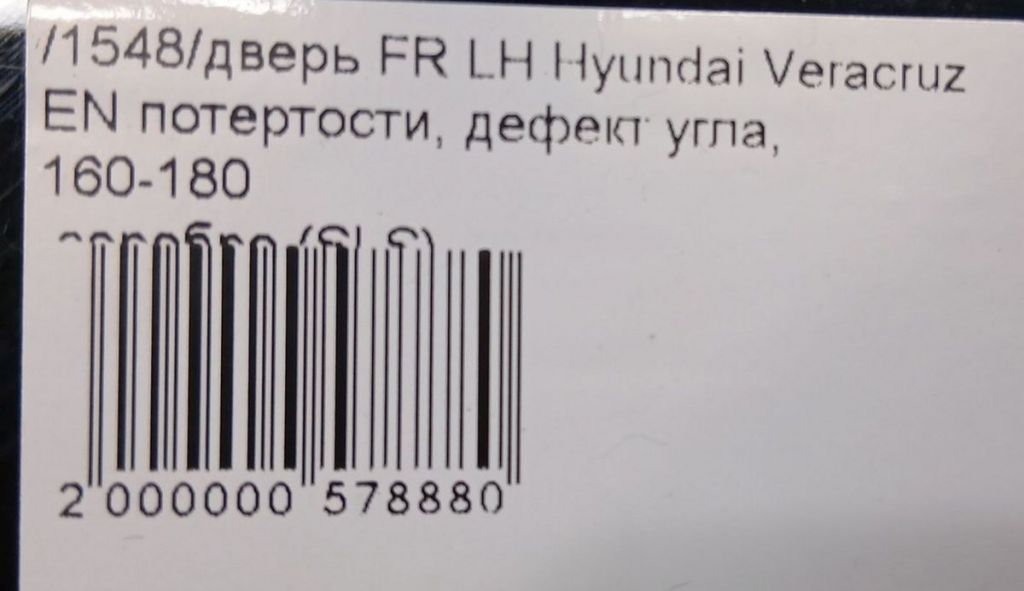 /1548/дверь FR LH Hyundai Veracruz
EN потертости, дефект угла,
160-180
2 000000 578880